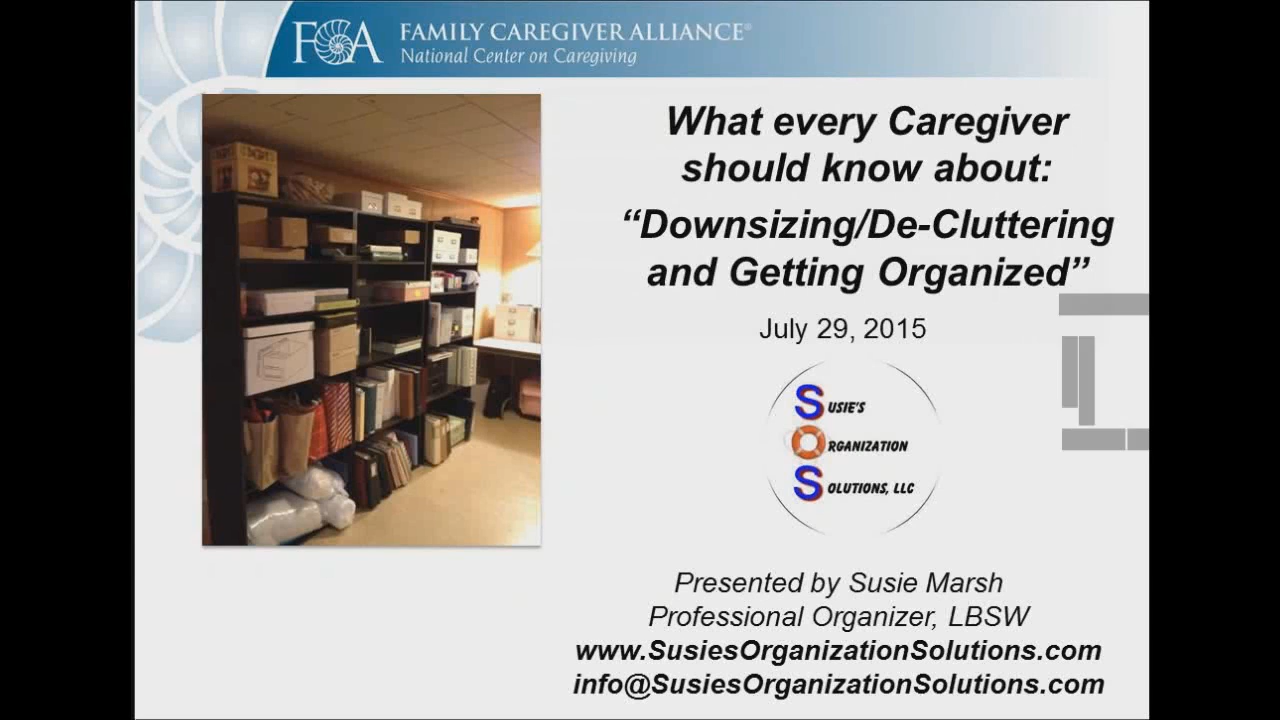 FCA FAMILY CAREGIVER ALLIANCE®
National Center on Caregiving
What every Caregiver
should know about:
“Downsizing/De-Cluttering
and Getting Organized”
July 29, 2015
SUSIE'S
ORGANIZATION
SOLUTIONS, LLC
Presented by Susie Marsh
Professional Organizer, LBSW
www.SusiesOrganizationSolutions.com
info@SusiesOrganizationSolutions.com